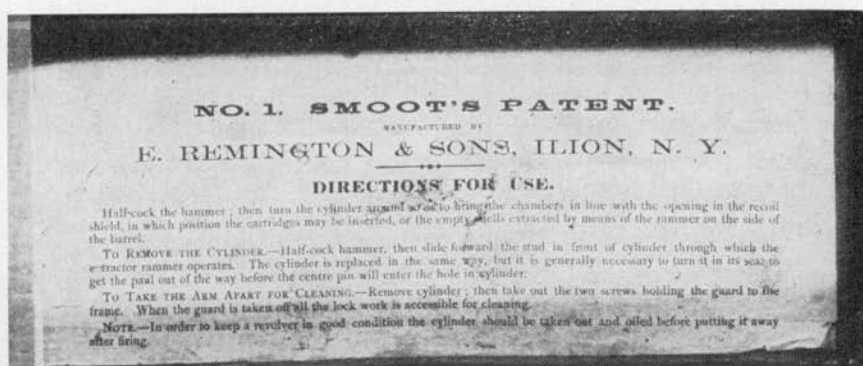 NO. 1. SMOOT'S PATENT.
MANUFACTURED BY
E. REMINGTON & SONS, ILION, N. Y.
DIRECTIONS FOR USE.
Half-cock the hammer; then turn the cylinder around so as to bring the chambers in line with the opening in the recoil
shield, in which position the cartridges may be inserted, or the empty shells extracted by means of the rammer on the side of
the barrel.
TO REMOVE THE CYLINDER.—Half-cock hammer, then slide forward the stud in front of cylinder through which the
extractor rammer operates. The cylinder is replaced in the same way, but it is generally necessary to turn it in its seat to
get the paul out of the way before the centre pin will enter the hole in cylinder.
TO TAKE THE ARM APART FOR CLEANING.—Remove cylinder; then take out the two screws holding the guard to the
frame. When the guard is taken off all the lock work is accessible for cleaning.
NOTE.—In order to keep a revolver in good condition the cylinder should be taken out and oiled before putting it away
after firing.